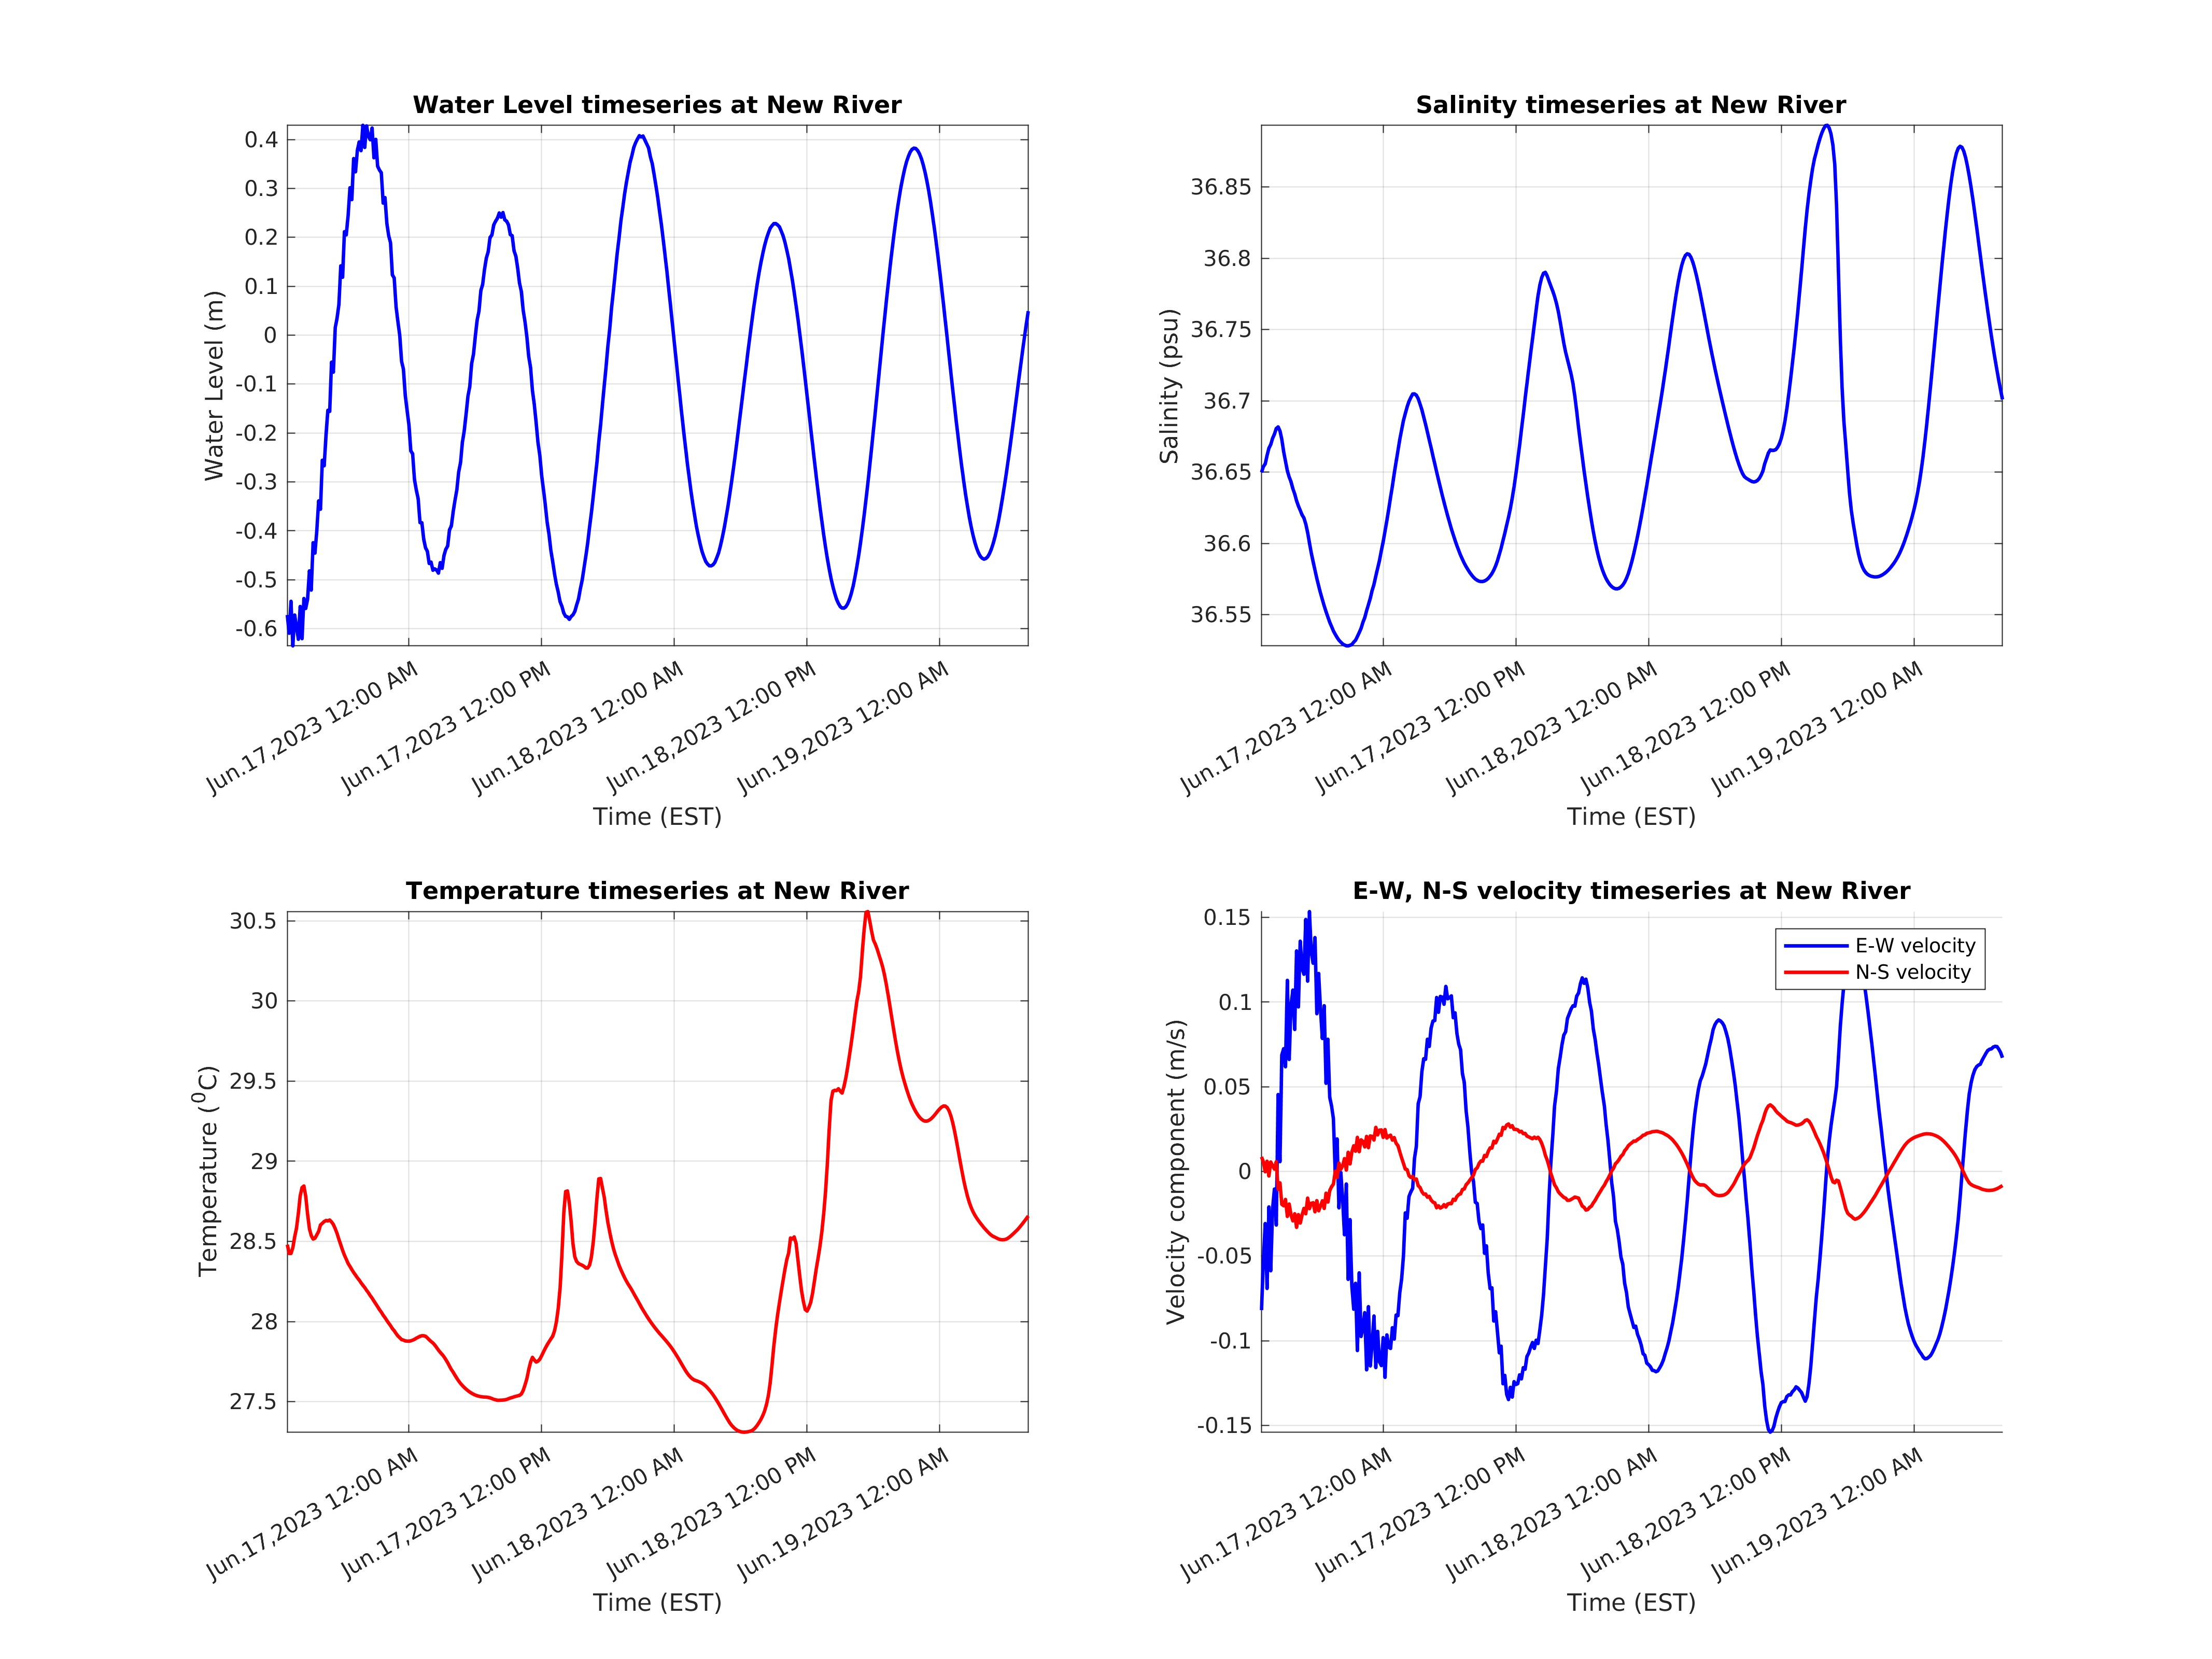 Water Level timeseries at New River
0.4
0.3
0.2
0.1
0
-0.1
-0.2
-0.3
-0.4
-0.5
-0.6
Water Level (m)
Jun.17,2023 12:00 AM
Jun.17,2023 12:00 PM
Jun.18,2023 12:00 AM
Jun.18,2023 12:00 PM
Jun.19,2023 12:00 AM
Time (EST)
Salinity timeseries at New River
36.85
36.8
36.75
36.7
36.65
36.6
36.55
Salinity (psu)
Jun.17,2023 12:00 AM
Jun.17,2023 12:00 PM
Jun.18,2023 12:00 AM
Jun.18,2023 12:00 PM
Jun.19,2023 12:00 AM
Time (EST)
Temperature timeseries at New River
30.5
30
29.5
29
28.5
28
27.5
Temperature (⁰C)
Jun.17,2023 12:00 AM
Jun.17,2023 12:00 PM
Jun.18,2023 12:00 AM
Jun.18,2023 12:00 PM
Jun.19,2023 12:00 AM
Time (EST)
E-W, N-S velocity timeseries at New River
0.15
0.1
0.05
0
-0.05
-0.1
-0.15
Velocity component (m/s)
E-W velocity
N-S velocity
Jun.17,2023 12:00 AM
Jun.17,2023 12:00 PM
Jun.18,2023 12:00 AM
Jun.18,2023 12:00 PM
Jun.19,2023 12:00 AM
Time (EST)